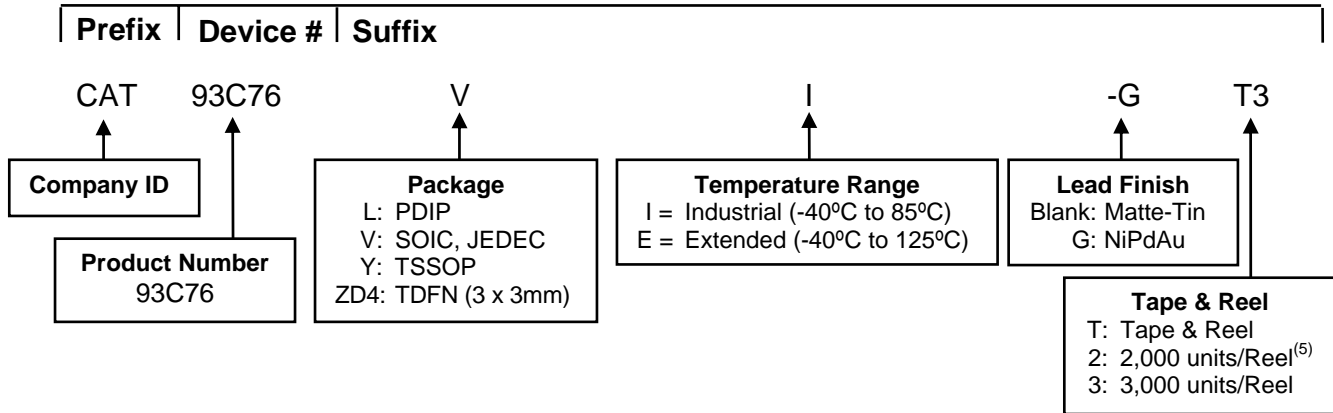 Prefix Device # Suffix
CAT 93C76 V I -G T3
Company ID
Product Number
93C76
Package
L: PDIP
V: SOIC, JEDEC
Y: TSSOP
ZD4: TDFN (3 x 3mm)
Temperature Range
I = Industrial (-40ºC to 85ºC)
E = Extended (-40ºC to 125ºC)
Lead Finish
Blank: Matte-Tin
G: NiPdAu
Tape & Reel
T: Tape & Reel
2: 2,000 units/Reel(5)
3: 3,000 units/Reel